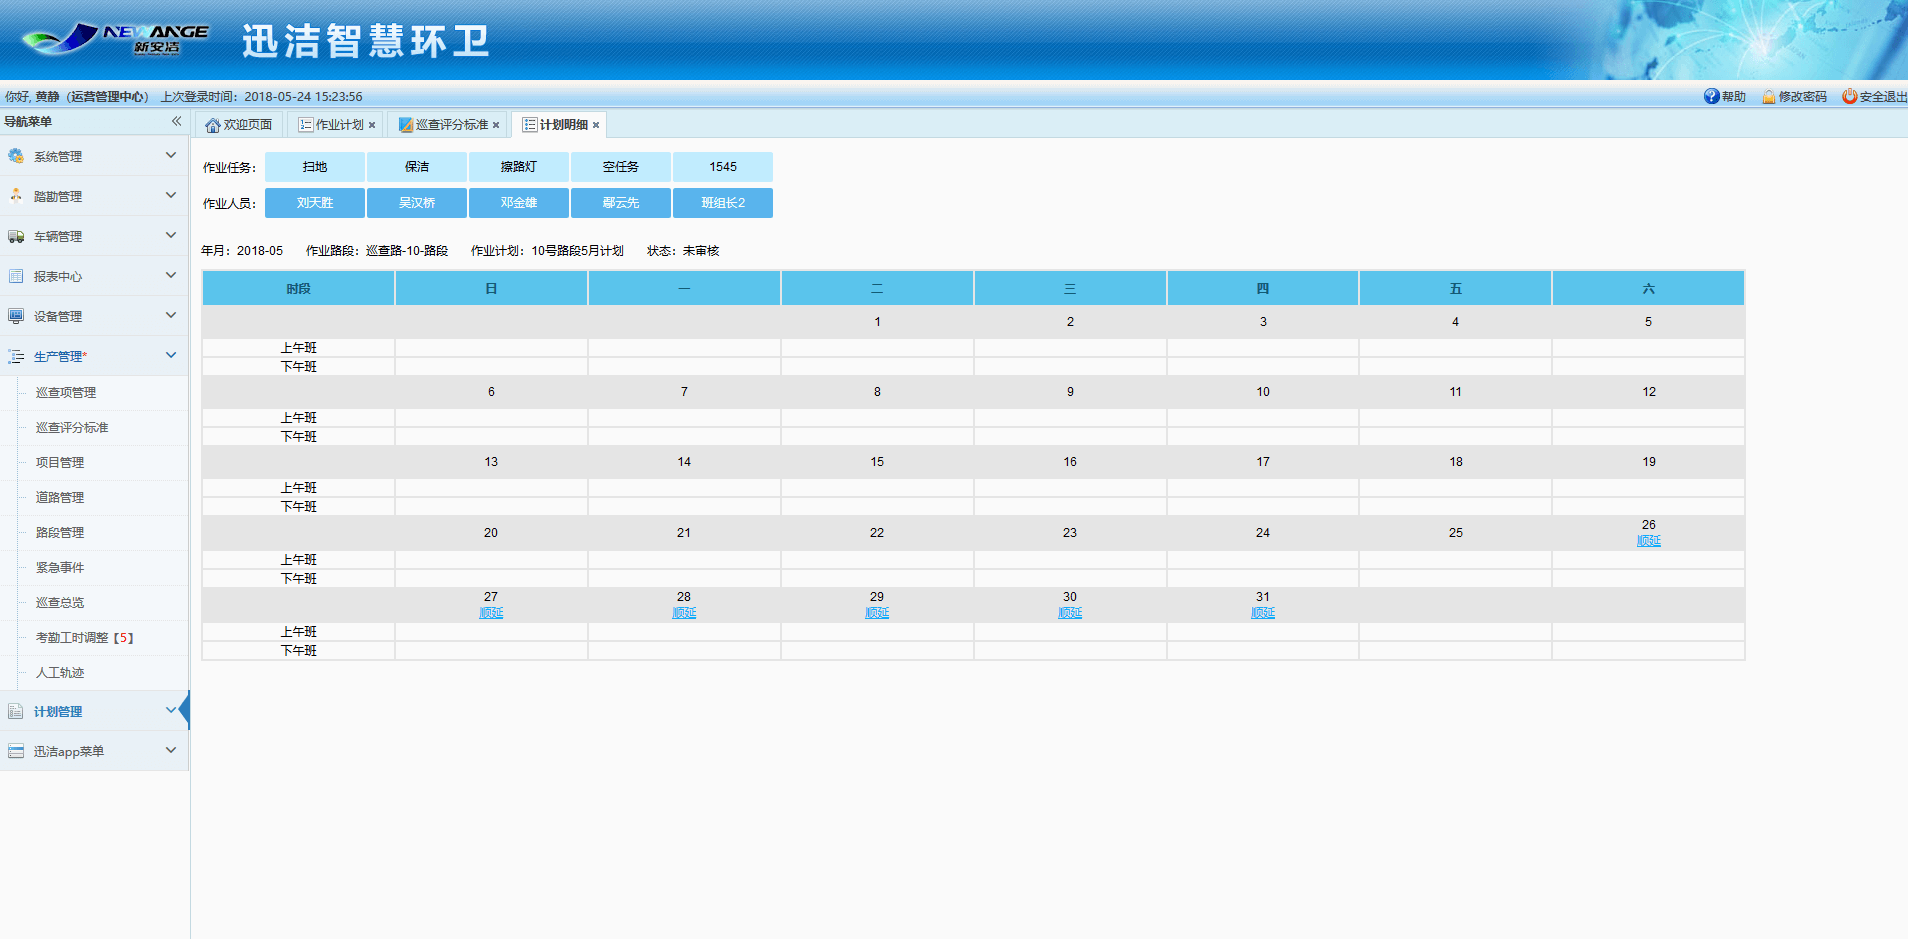 NEWANGE
新安洁
迅洁智慧环卫
你好, 黄静（运营管理中心） 上次登录时间：2018-05-24 15:23:56
帮助 修改密码 安全退出
导航菜单
系统管理
踏勘管理
车辆管理
报表中心
设备管理
生产管理*
巡查项管理
巡查评分标准
项目管理
道路管理
路段管理
紧急事件
巡查总览
考勤工时调整【5】
人工轨迹
计划管理
迅洁app菜单
欢迎页面 作业计划 巡查评分标准 计划明细
作业任务： 扫地 保洁 擦路灯 空任务 1545
作业人员： 刘天胜 吴汉桥 邓金雄 鄢云先 班组长2
年月：2018-05 作业路段：巡查路-10-路段 作业计划：10号路段5月计划 状态：未审核
时段 日 一 二 三 四 五 六
1 2 3 4 5
上午班
下午班
6 7 8 9 10 11 12
上午班
下午班
13 14 15 16 17 18 19
上午班
下午班
20 21 22 23 24 25 26
顺延
上午班
下午班
27 28 29 30 31
顺延 顺延 顺延 顺延 顺延
上午班
下午班